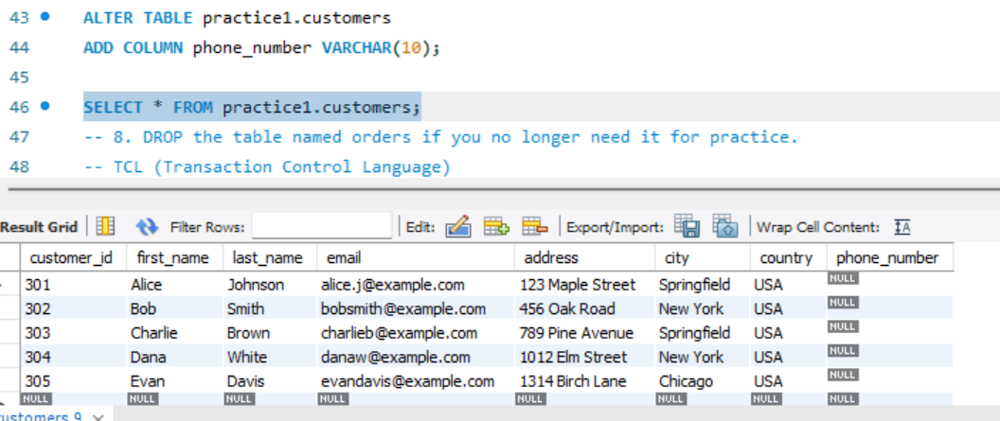 43 ALTER TABLE practice1.customers
44 ADD COLUMN phone_number VARCHAR(10);
45
46 SELECT * FROM practice1.customers;
47 -- 8. DROP the table named orders if you no longer need it for practice.
48 -- TCL (Transaction Control Language)
Result Grid Filter Rows: Edit: Export/Import: Wrap Cell Content: IA
customer_id first_name last_name email address city country phone_number
301 Alice Johnson alice.j@example.com 123 Maple Street Springfield USA NULL
302 Bob Smith bobsmith@example.com 456 Oak Road New York USA NULL
303 Charlie Brown charlieb@example.com 789 Pine Avenue Springfield USA NULL
304 Dana White danaw@example.com 1012 Elm Street New York USA NULL
305 Evan Davis evandavis@example.com 1314 Birch Lane Chicago USA NULL
NULL NULL NULL NULL NULL NULL NULL NULL
ustomers 9